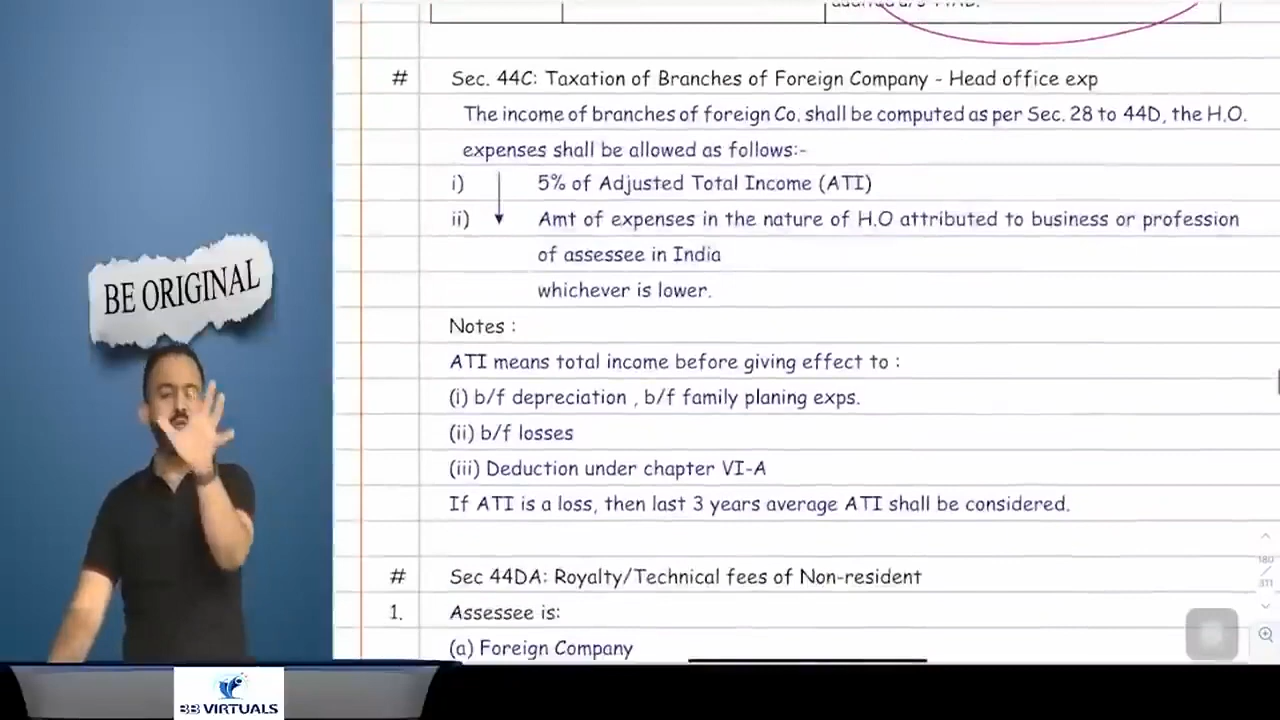 # Sec. 44C: Taxation of Branches of Foreign Company - Head office exp
The income of branches of foreign Co. shall be computed as per Sec. 28 to 44D, the H.O.
expenses shall be allowed as follows:-
i) 5% of Adjusted Total Income (ATI)
ii) Amt of expenses in the nature of H.O attributed to business or profession
of assessee in India
whichever is lower.
BE ORIGINAL
Notes :
ATI means total income before giving effect to :
(i) b/f depreciation , b/f family planing exps.
(ii) b/f losses
(iii) Deduction under chapter VI-A
If ATI is a loss, then last 3 years average ATI shall be considered.
180
311
# Sec 44DA: Royalty/Technical fees of Non-resident
1. Assessee is:
(a) Foreign Company
BB VIRTUALS